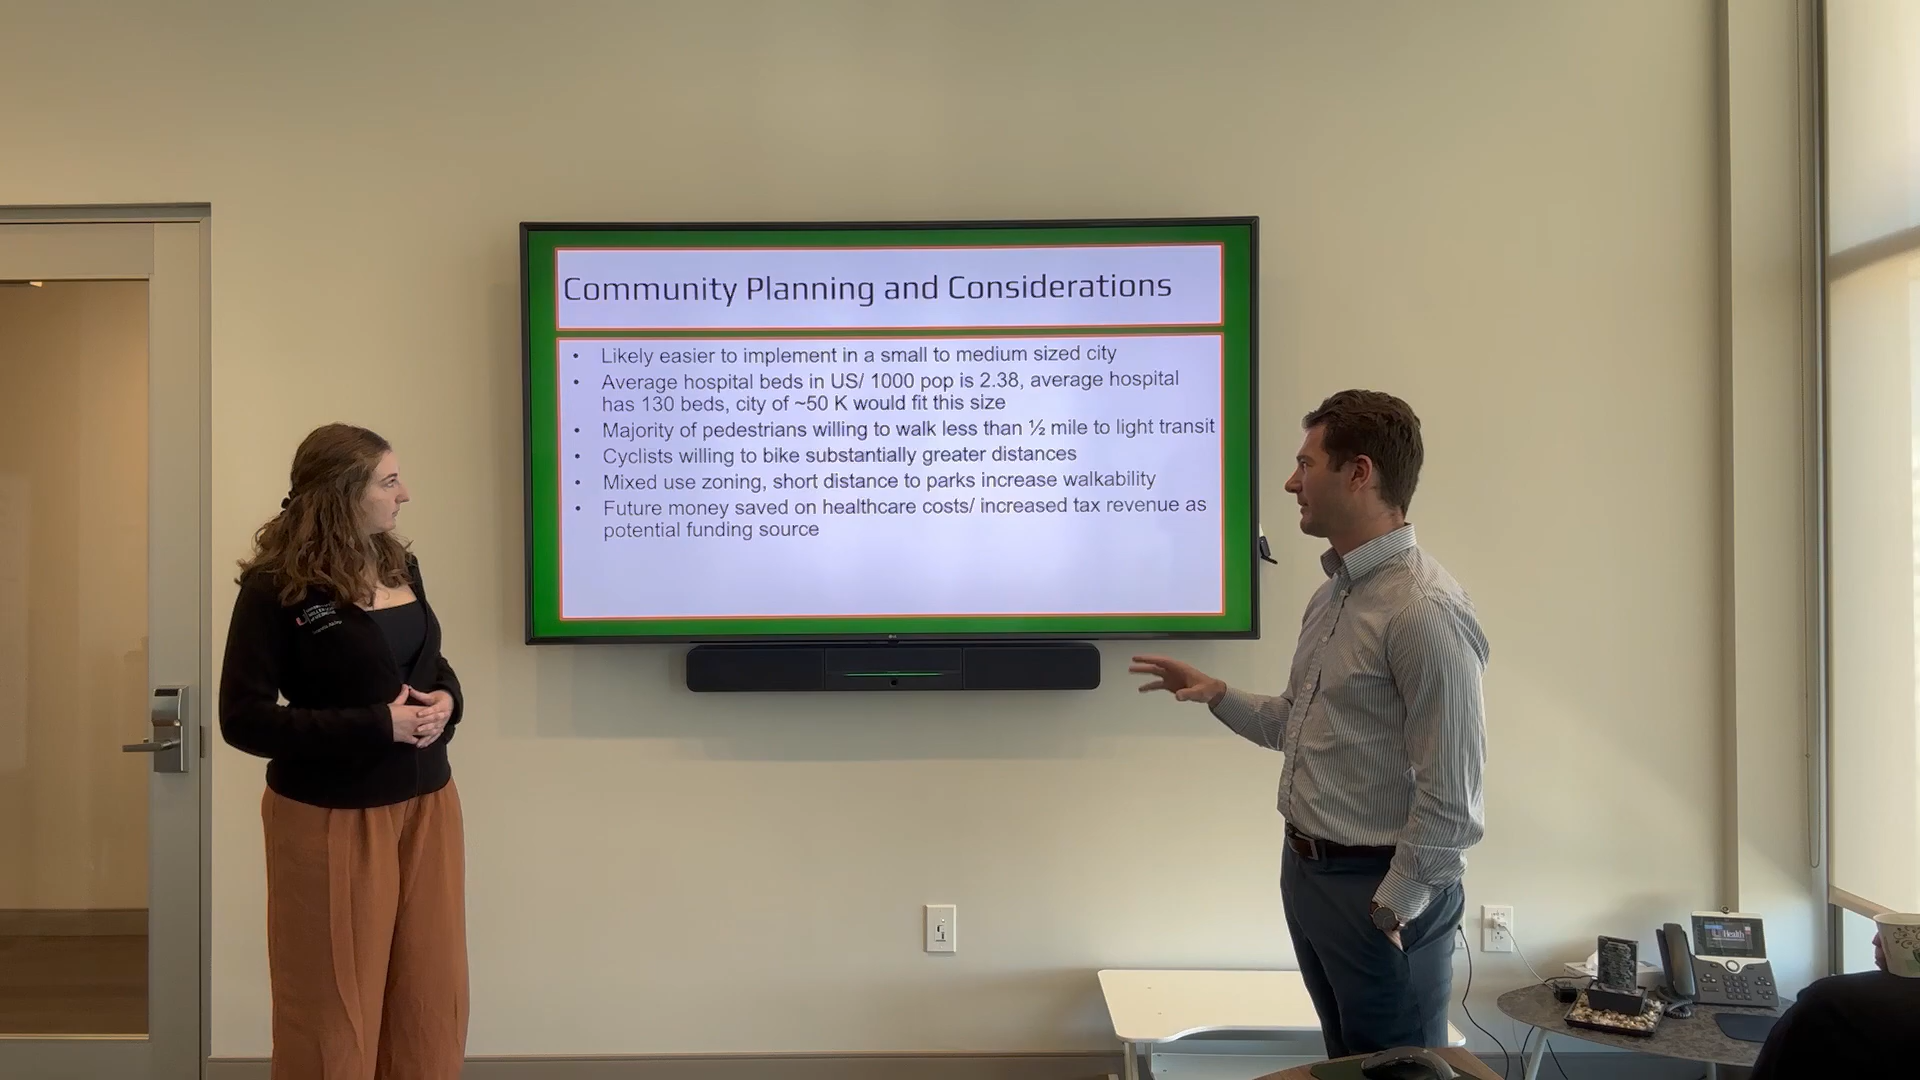 Community Planning and Considerations
• Likely easier to implement in a small to medium sized city
• Average hospital beds in US/ 1000 pop is 2.38, average hospital
has 130 beds, city of ~50 K would fit this size
• Majority of pedestrians willing to walk less than ½ mile to light transit
• Cyclists willing to bike substantially greater distances
• Mixed use zoning, short distance to parks increase walkability
• Future money saved on healthcare costs/ increased tax revenue as
potential funding source
Health